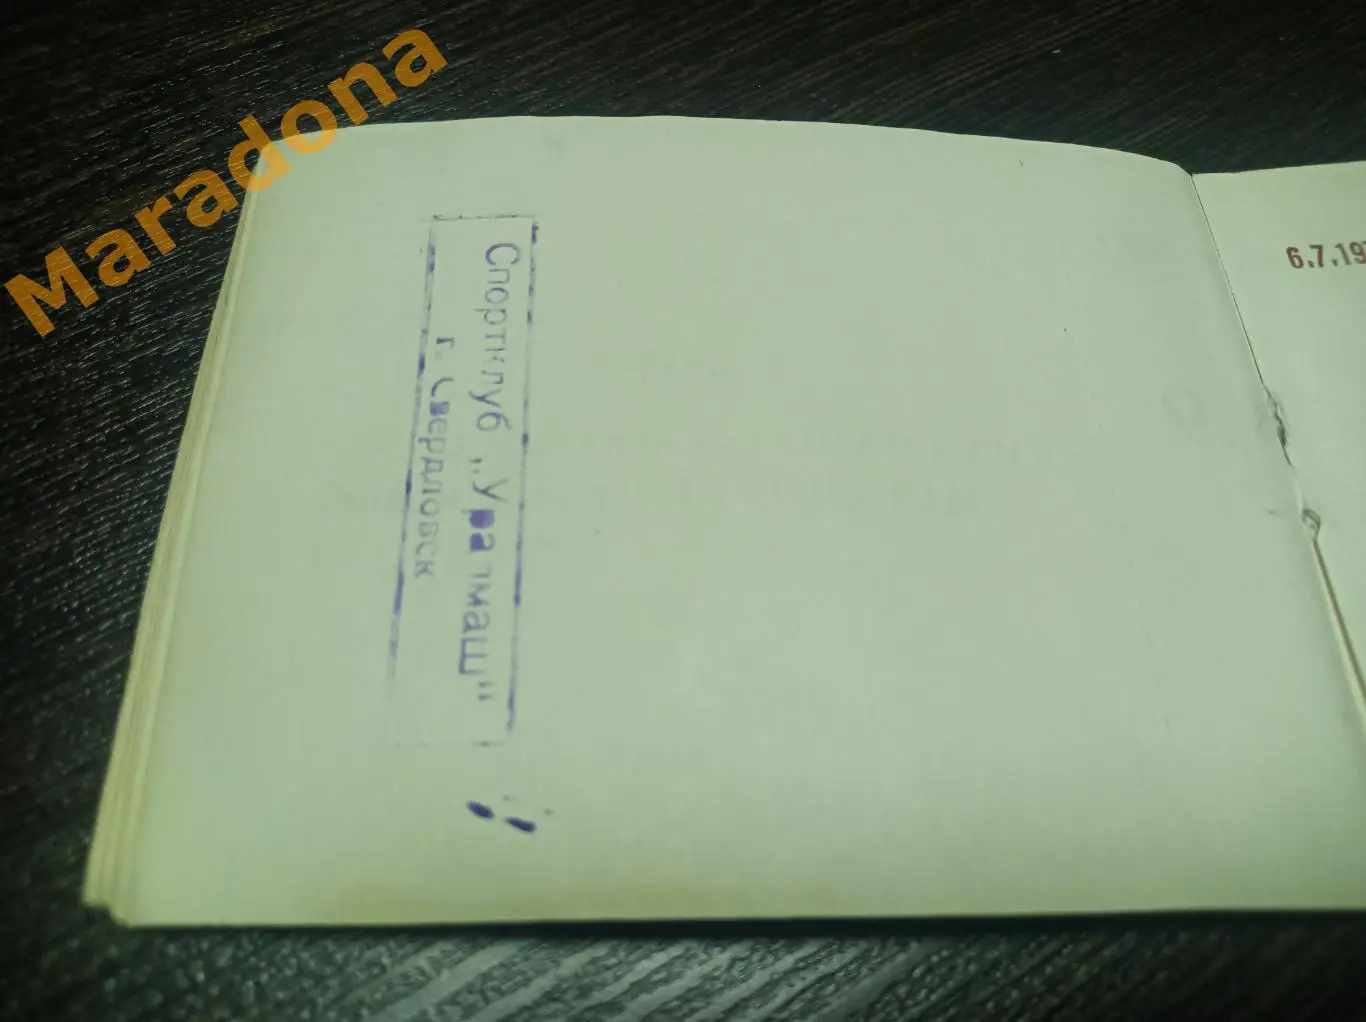 Maradona
Спортклуб „Уралмаш"
г. Свердловск
6.7.19